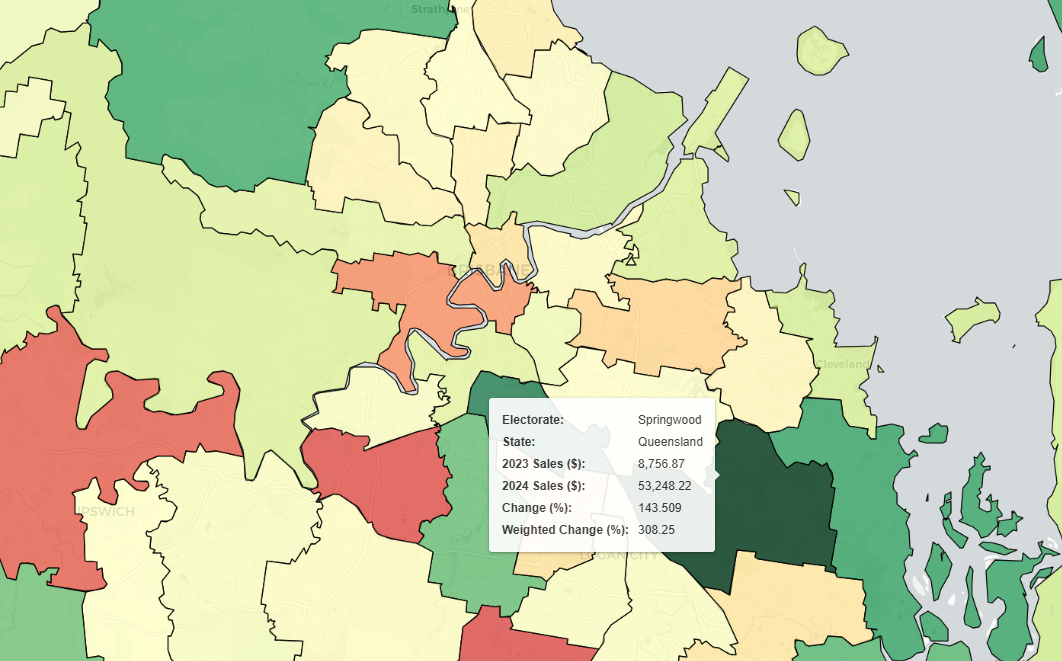 Strathpine
BRISBANE
Cleveland
Electorate: Springwood
State: Queensland
2023 Sales ($): 8,756.87
2024 Sales ($): 53,248.22
Change (%): 143.509
Weighted Change (%): 308.25
IPSWICH
LOGAN CITY